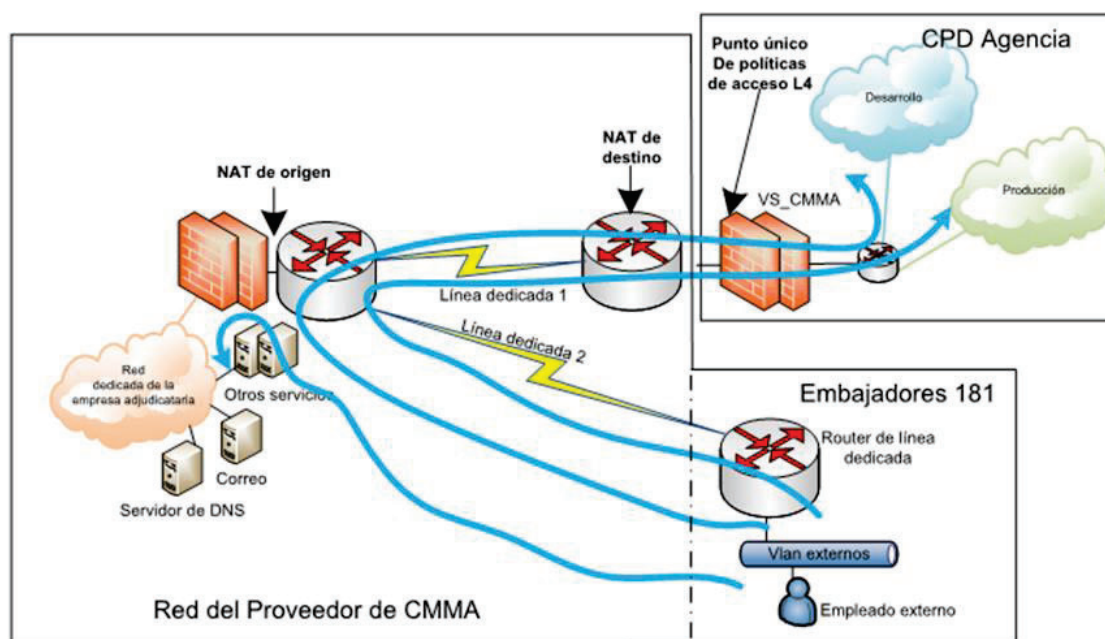 CPD Agencia
Punto único
De políticas
de acceso L4
Desarrollo
NAT de
destino
NAT de origen
Producción
VS_CMMA
Línea dedicada 1
Línea dedicada 2
Red
dedicada de la
empresa adjudicataria
Otros servicios
Embajadores 181
Router de línea
dedicada
Correo
Servidor de DNS
Vlan externos
Empleado externo
Red del Proveedor de CMMA